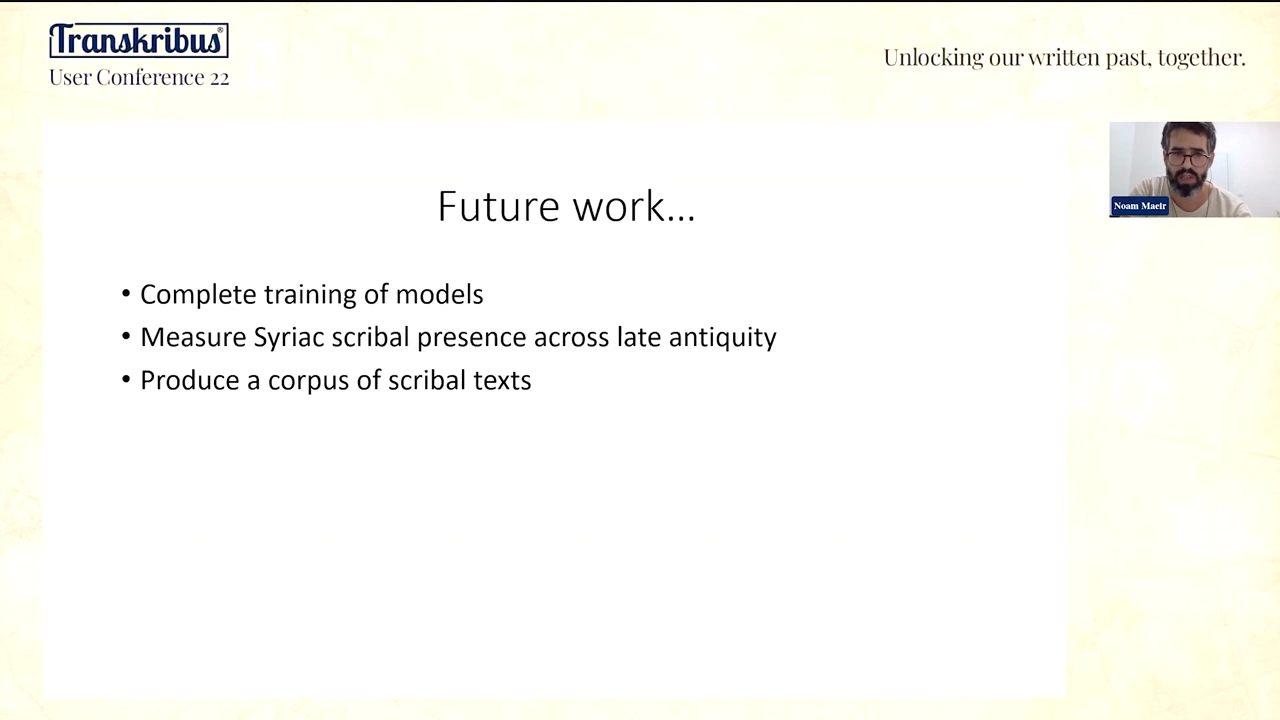 Transkribus®
User Conference 22
Unlocking our written past, together.
Noam Maeir
Future work...
• Complete training of models
• Measure Syriac scribal presence across late antiquity
• Produce a corpus of scribal texts